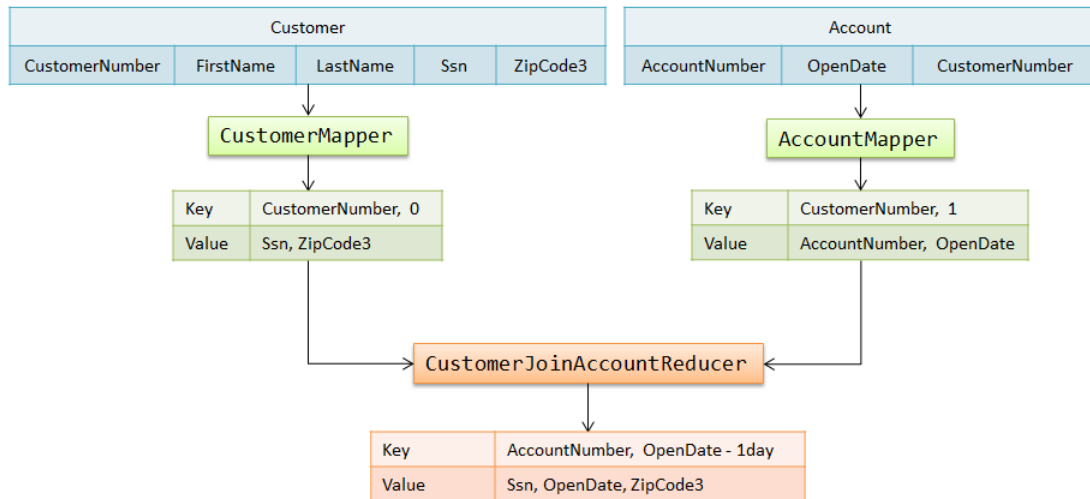 Customer
CustomerNumber FirstName LastName Ssn ZipCode3
Account
AccountNumber OpenDate CustomerNumber
CustomerMapper
AccountMapper
Key CustomerNumber, 0
Value Ssn, ZipCode3
Key CustomerNumber, 1
Value AccountNumber, OpenDate
CustomerJoinAccountReducer
Key AccountNumber, OpenDate - 1day
Value Ssn, OpenDate, ZipCode3